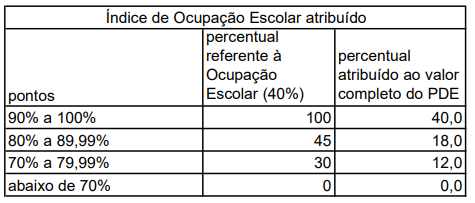 Índice de Ocupação Escolar atribuído
pontos percentual referente à Ocupação Escolar (40%) percentual atribuído ao valor completo do PDE
90% a 100% 100 40,0
80% a 89,99% 45 18,0
70% a 79,99% 30 12,0
abaixo de 70% 0 0,0